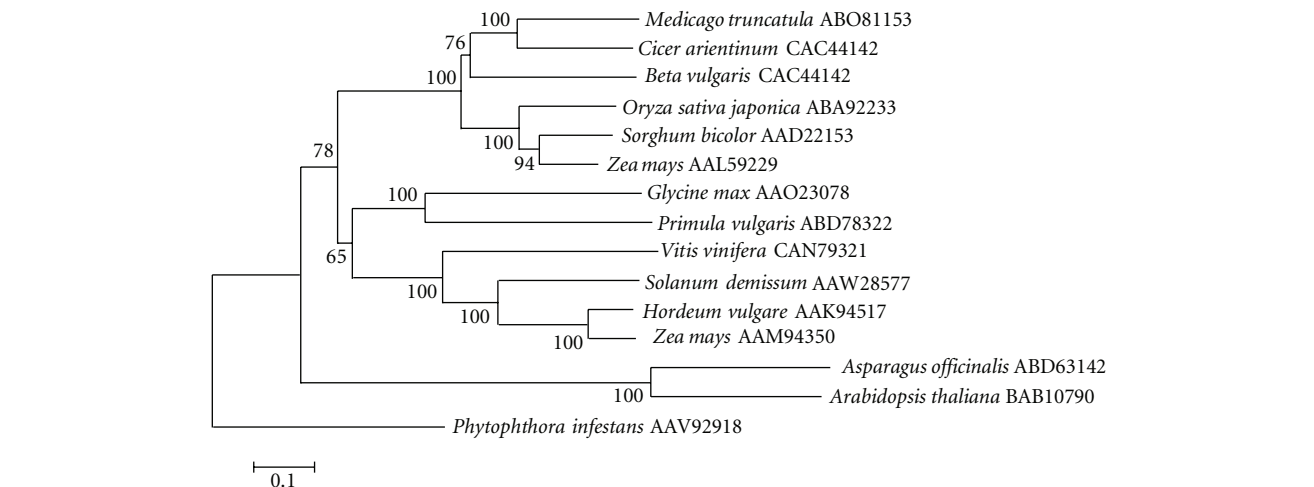 100
Medicago truncatula ABO81153
76
Cicer arientinum CAC44142
100
Beta vulgaris CAC44142
Oryza sativa japonica ABA92233
100
Sorghum bicolor AAD22153
78
94
Zea mays AAL59229
100
Glycine max AAO23078
Primula vulgaris ABD78322
65
Vitis vinifera CAN79321
100
Solanum demissum AAW28577
100
Hordeum vulgare AAK94517
100
Zea mays AAM94350
Asparagus officinalis ABD63142
100
Arabidopsis thaliana BAB10790
Phytophthora infestans AAV92918
0.1